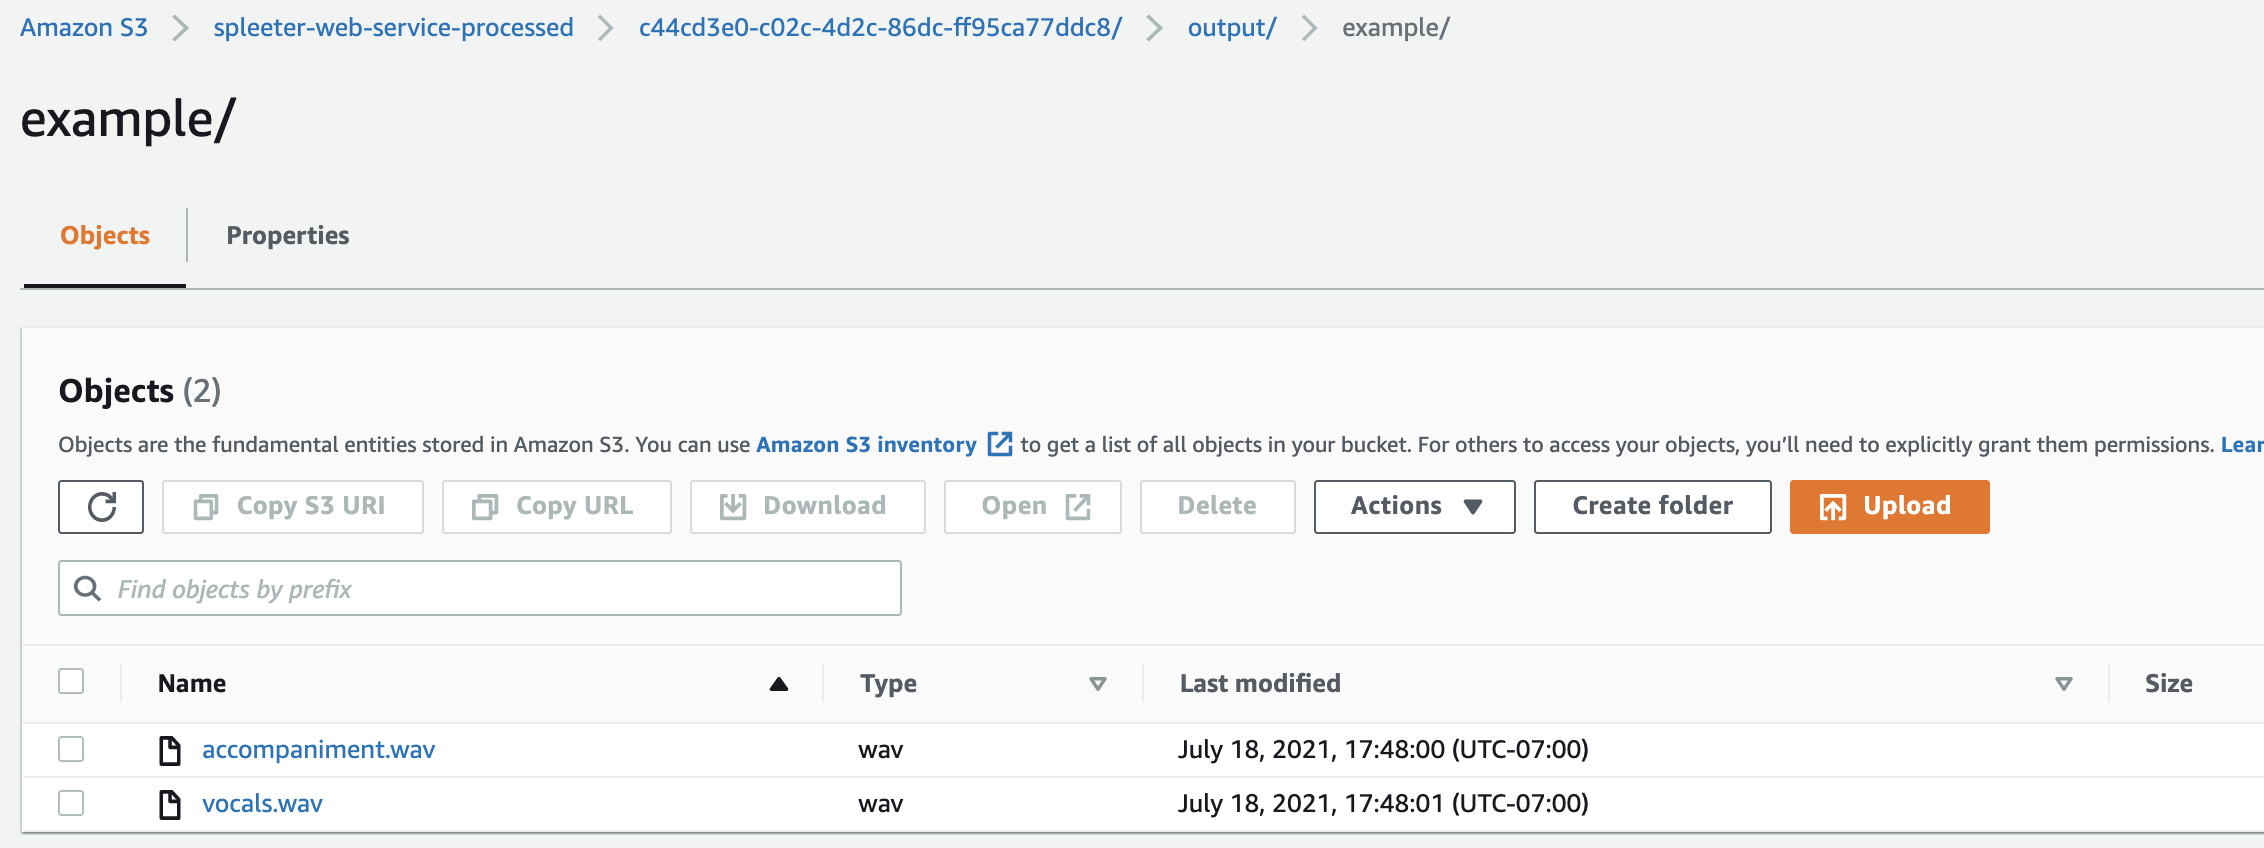 Amazon S3 > spleeter-web-service-processed > c44cd3e0-c02c-4d2c-86dc-ff95ca77ddc8/ > output/ > example/
example/
Objects Properties
Objects (2)
Objects are the fundamental entities stored in Amazon S3. You can use Amazon S3 inventory to get a list of all objects in your bucket. For others to access your objects, you'll need to explicitly grant them permissions. Lear
Copy S3 URI Copy URL Download Open Delete Actions Create folder Upload
Find objects by prefix
Name Type Last modified Size
accompaniment.wav wav July 18, 2021, 17:48:00 (UTC-07:00)
vocals.wav wav July 18, 2021, 17:48:01 (UTC-07:00)